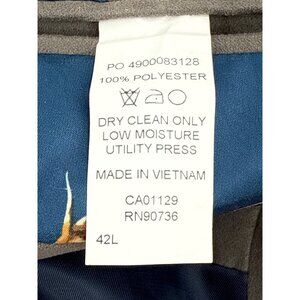 PO 4900083128
100% POLYESTER
DRY CLEAN ONLY
LOW MOISTURE
UTILITY PRESS
MADE IN VIETNAM
CA01129
RN90736
42L